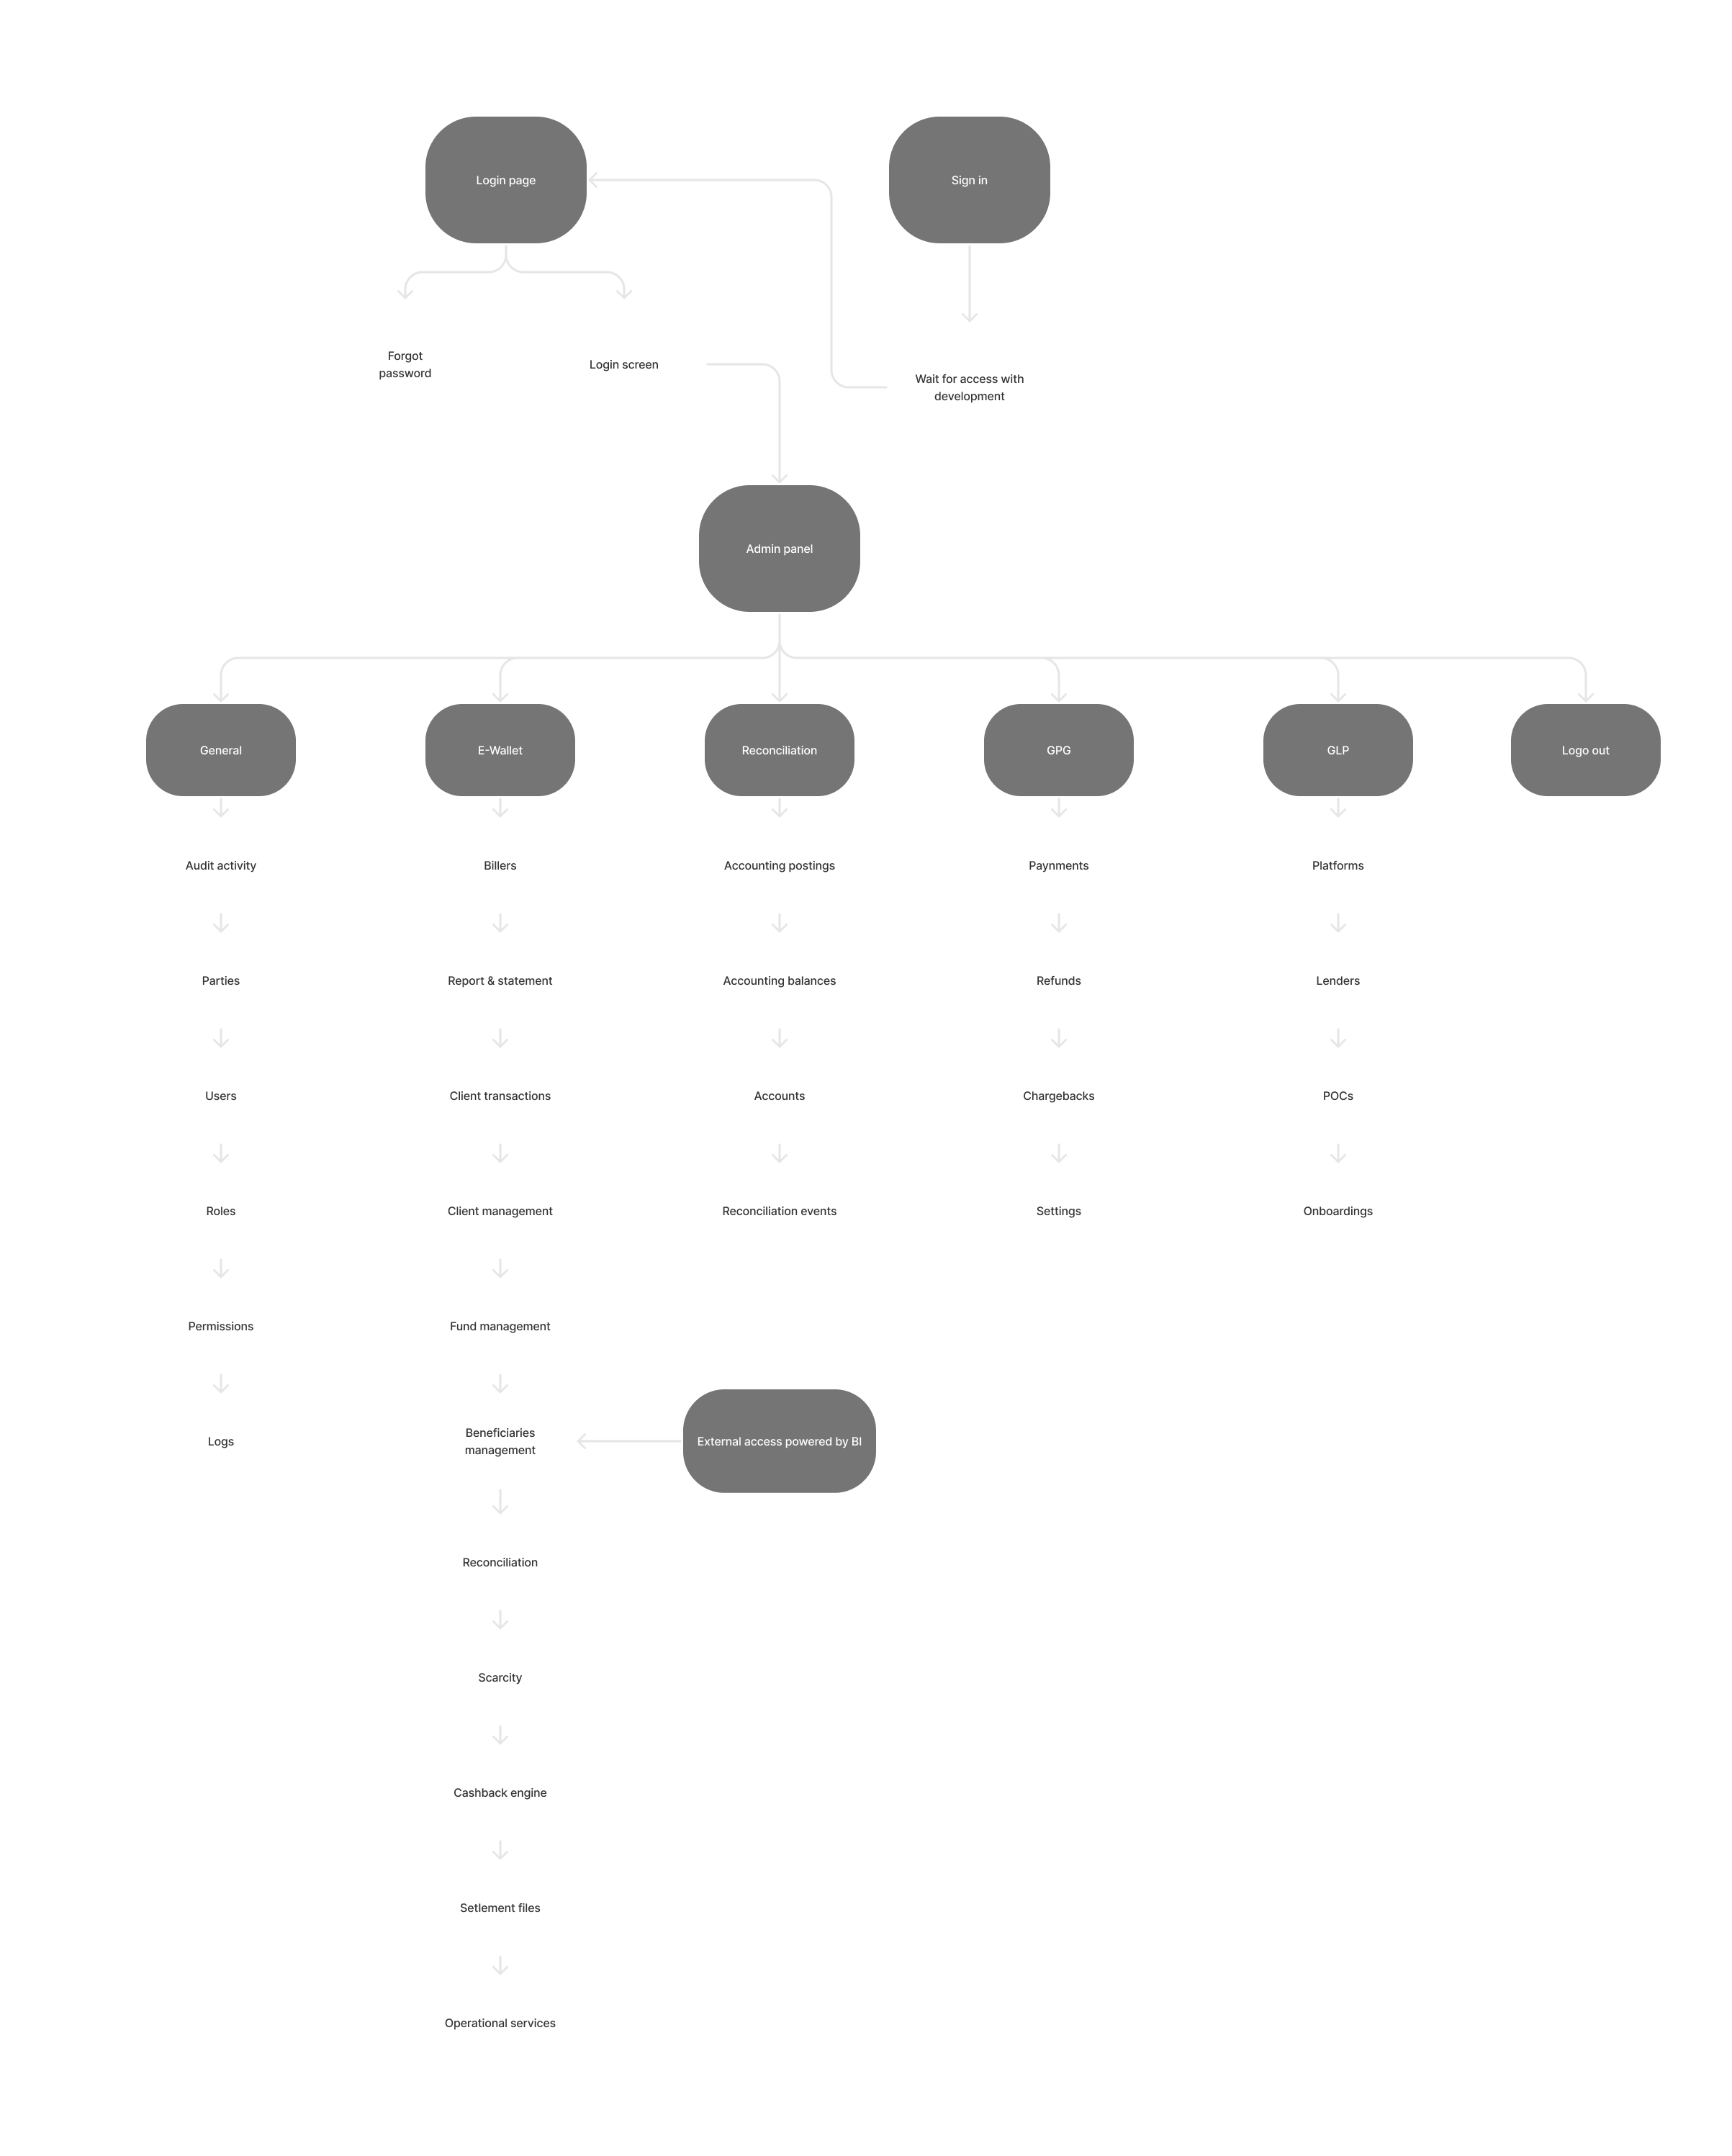 Login page
Sign in
Forgot
password
Login screen
Wait for access with
development
Admin panel
General
E-Wallet
Reconciliation
GPG
GLP
Logo out
Audit activity
Billers
Accounting postings
Paynments
Platforms
Parties
Report & statement
Accounting balances
Refunds
Lenders
Users
Client transactions
Accounts
Chargebacks
POCs
Roles
Client management
Reconciliation events
Settings
Onboardings
Permissions
Fund management
Logs
Beneficiaries
management
External access powered by BI
Reconciliation
Scarcity
Cashback engine
Setlement files
Operational services